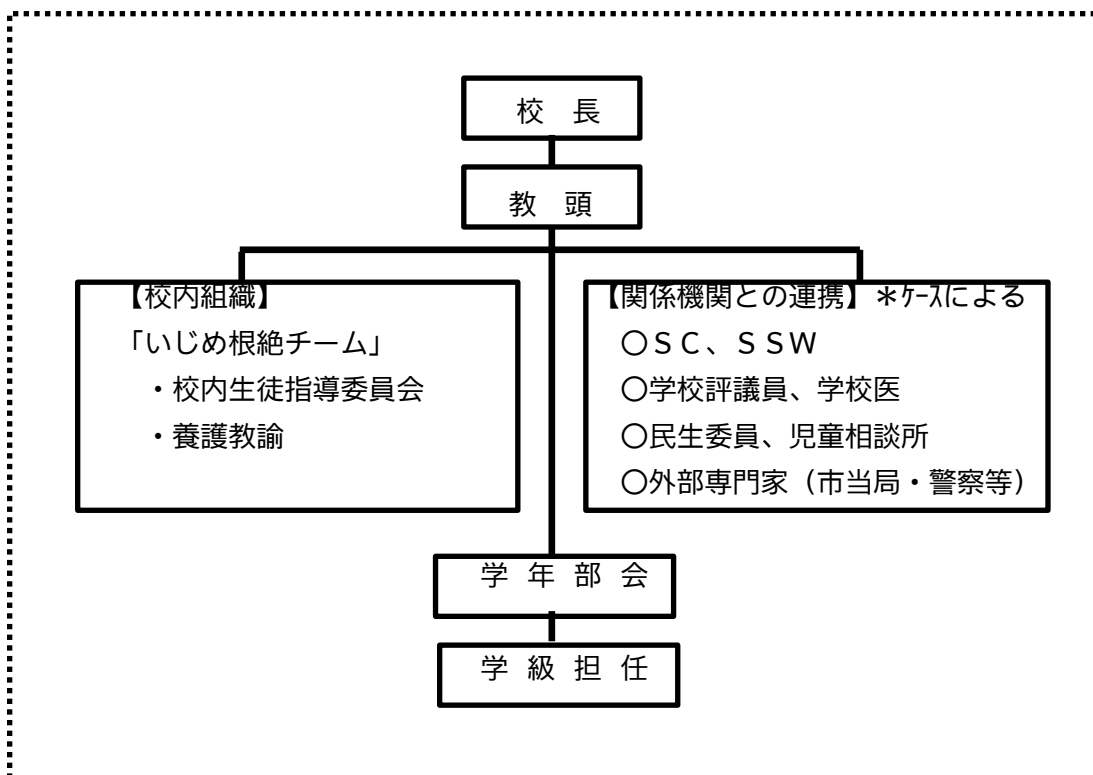 校 長
教 頭
【校内組織】
「いじめ根絶チーム」
・校内生徒指導委員会
・養護教諭
【関係機関との連携】＊ｹｰｽによる
○ＳＣ、ＳＳＷ
○学校評議員、学校医
○民生委員、児童相談所
○外部専門家（市当局・警察等）
学 年 部 会
学 級 担 任